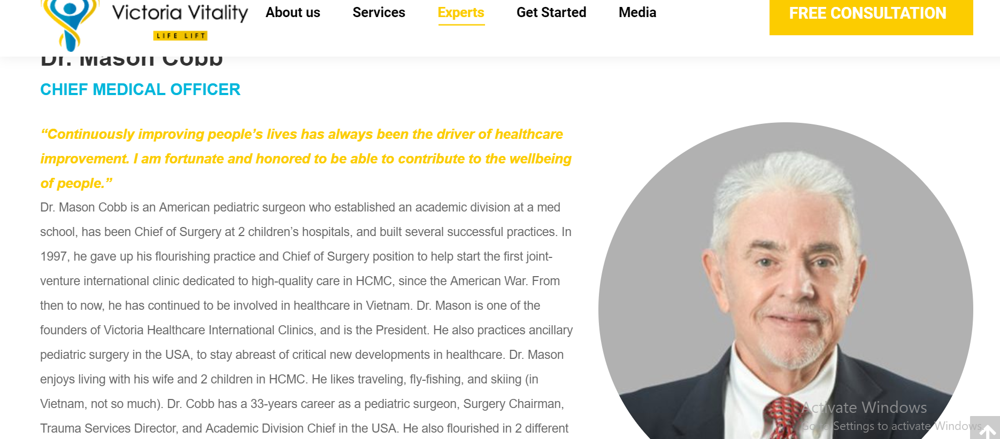 Victoria Vitality
LIFE LIFT
About us
Services
Experts
Get Started
Media
FREE CONSULTATION
Dr. Mason Cobb
CHIEF MEDICAL OFFICER
“Continuously improving people’s lives has always been the driver of healthcare
improvement. I am fortunate and honored to be able to contribute to the wellbeing
of people.”
Dr. Mason Cobb is an American pediatric surgeon who established an academic division at a med
school, has been Chief of Surgery at 2 children’s hospitals, and built several successful practices. In
1997, he gave up his flourishing practice and Chief of Surgery position to help start the first joint-
venture international clinic dedicated to high-quality care in HCMC, since the American War. From
then to now, he has continued to be involved in healthcare in Vietnam. Dr. Mason is one of the
founders of Victoria Healthcare International Clinics, and is the President. He also practices ancillary
pediatric surgery in the USA, to stay abreast of critical new developments in healthcare. Dr. Mason
enjoys living with his wife and 2 children in HCMC. He likes traveling, fly-fishing, and skiing (in
Vietnam, not so much). Dr. Cobb has a 33-years career as a pediatric surgeon, Surgery Chairman,
Trauma Services Director, and Academic Division Chief in the USA. He also flourished in 2 different
Activate Windows
Go to Settings to activate Windows.